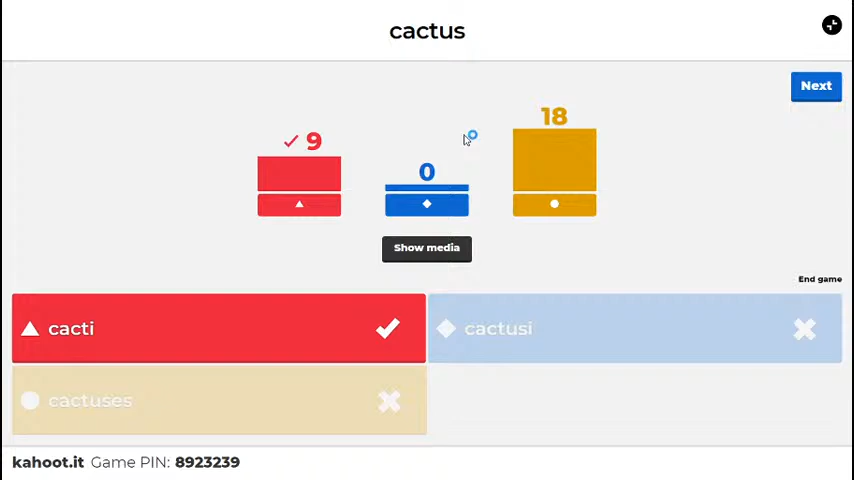 cactus
Next
9
0
18
Show media
End game
cacti
cactusi
cactuses
kahoot.it Game PIN: 8923239